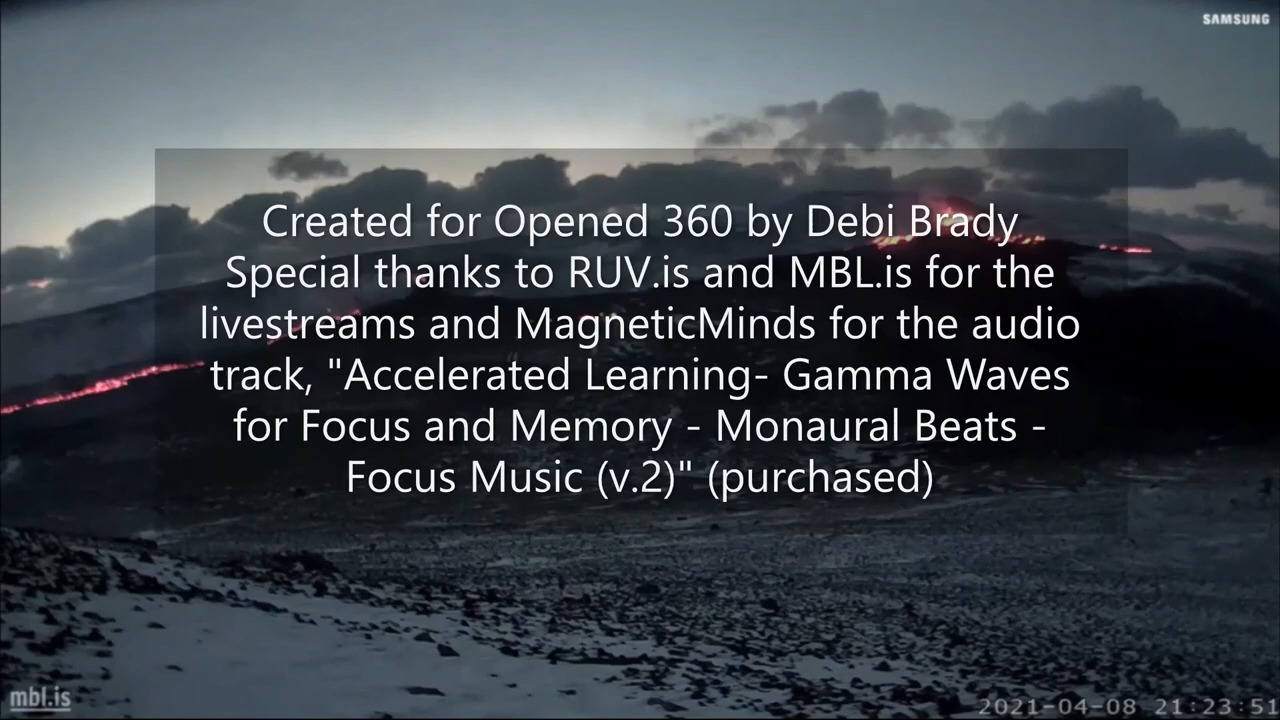 SAMSUNG
Created for Opened 360 by Debi Brady
Special thanks to RUV.is and MBL.is for the
livestreams and MagneticMinds for the audio
track, "Accelerated Learning- Gamma Waves
for Focus and Memory - Monaural Beats -
Focus Music (v.2)" (purchased)
mbl.is
2021-04-08 21:23:51